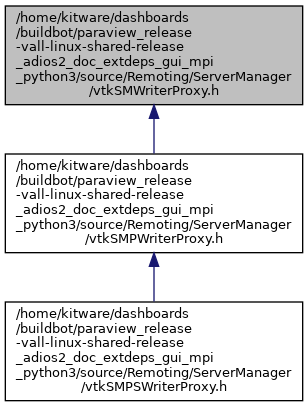 /home/kitware/dashboards
/buildbot/paraview_release
-vall-linux-shared-release
_adios2_doc_extdeps_gui_mpi
_python3/source/Remoting/ServerManager
/vtkSMWriterProxy.h
/home/kitware/dashboards
/buildbot/paraview_release
-vall-linux-shared-release
_adios2_doc_extdeps_gui_mpi
_python3/source/Remoting/ServerManager
/vtkSMPWriterProxy.h
/home/kitware/dashboards
/buildbot/paraview_release
-vall-linux-shared-release
_adios2_doc_extdeps_gui_mpi
_python3/source/Remoting/ServerManager
/vtkSMPSWriterProxy.h